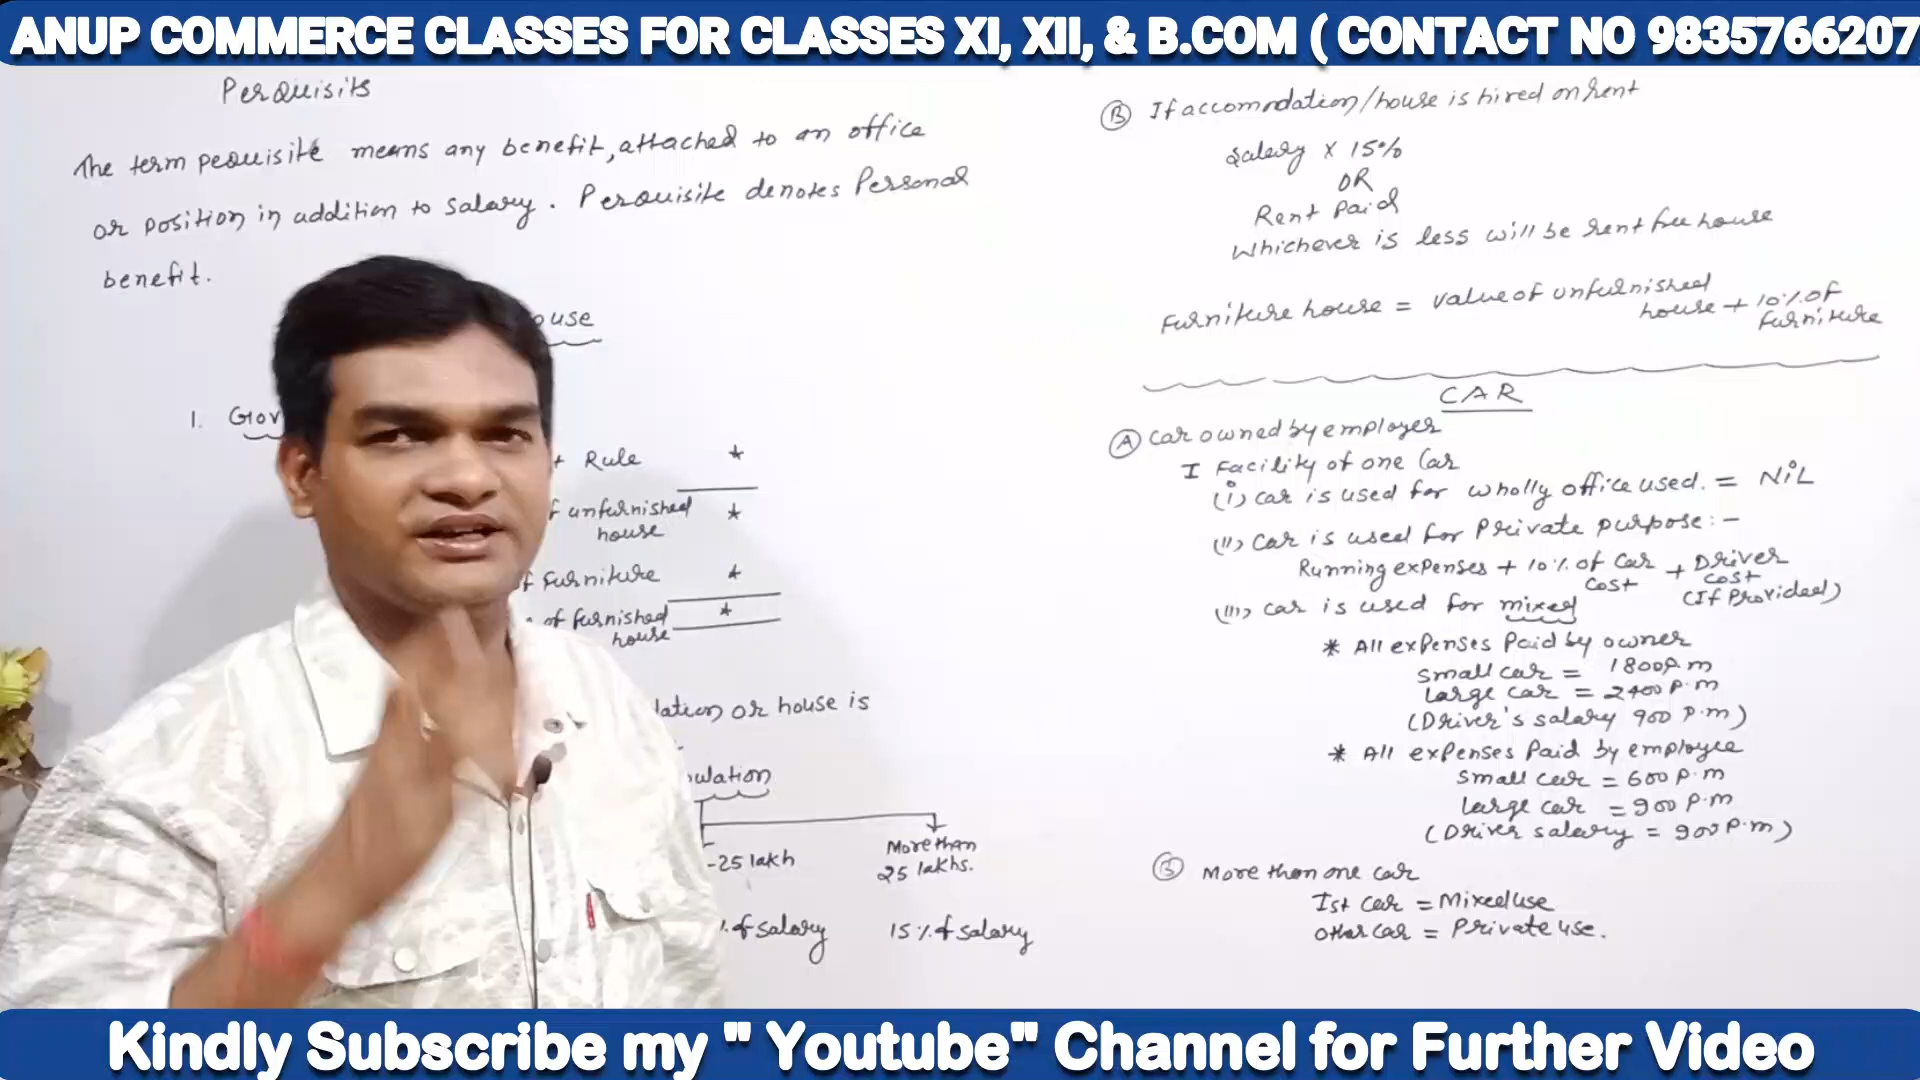 ANUP COMMERCE CLASSES FOR CLASSES XI, XII, & B.COM ( CONTACT NO 9835766207
Perquisits
The term pequisite means any benefit, attached to an office
or position in addition to salary. Perquisite denotes Personal
benefit.
ouse
1. Gov
+ Rule *
f unfurnished *
house
f furniture *
of furnished *
house
dation or house is
ulation
-25 lakh
More than
25 lakhs.
% of salary 15% of salary
(B) If accomodation/house is hired on rent
Salary X 15%
OR
Rent Paid
Whichever is less will be rent free house
Furniture house = value of unfurnished
house + 10% of
furniture
CAR
(A) Car owned by employer
I Facility of one Car
(i) Car is used for wholly office used. = NiL
(ii) Car is used for Private purpose:-
Running expenses + 10% of Car + Driver
Cost cost
(If Provided)
(iii) Car is used for mixed
* All expenses Paid by owner
Small car = 1800 P.m
Large car = 2400 P.m
(Driver's salary 900 P.m)
* All expenses Paid by employee
Small car = 600 P.m
Large car = 900 P.m
(Driver salary = 900 P.m)
(B) More than one car
Ist car = Mixed use
Other car = Private use.
Kindly Subscribe my " Youtube" Channel for Further Video